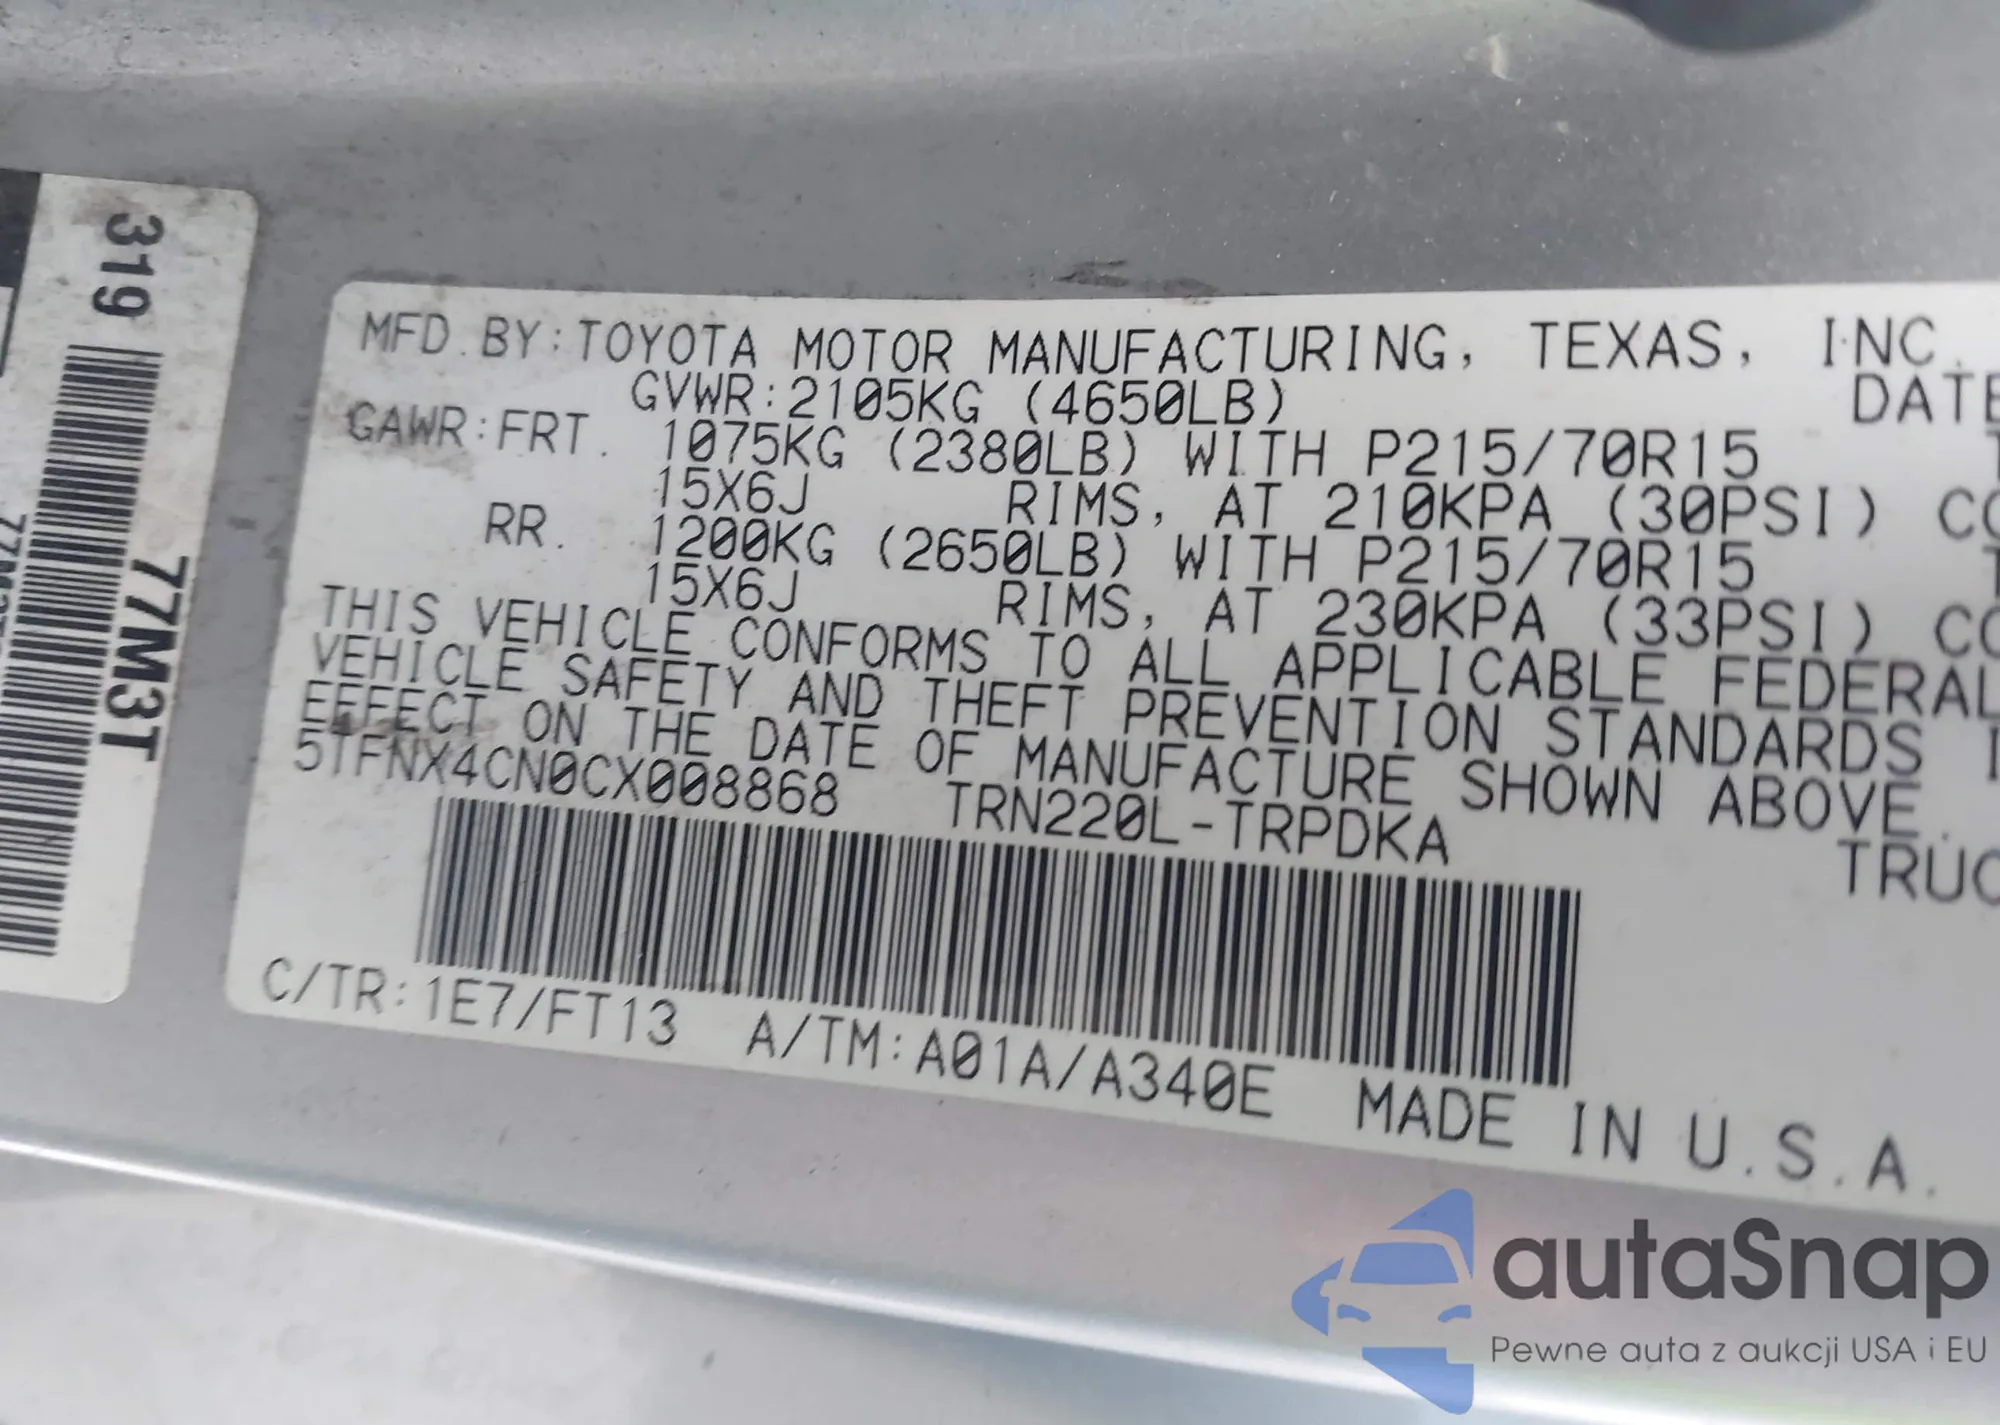 319
77M3T
MFD. BY: TOYOTA MOTOR MANUFACTURING, TEXAS, INC.
GVWR: 2105KG (4650LB) DATE
GAWR: FRT. 1075KG (2380LB) WITH P215/70R15
15X6J RIMS, AT 210KPA (30PSI) CO
RR. 1200KG (2650LB) WITH P215/70R15
15X6J RIMS, AT 230KPA (33PSI) CO
THIS VEHICLE CONFORMS TO ALL APPLICABLE FEDERAL
VEHICLE SAFETY AND THEFT PREVENTION STANDARDS I
EFFECT ON THE DATE OF MANUFACTURE SHOWN ABOVE.
5TFNX4CN0CX008868 TRN220L-TRPDKA TRUC
C/TR: 1E7/FT13 A/TM: A01A/A340E MADE IN U.S.A.
autaSnap
Pewne auta z aukcji USA i EU